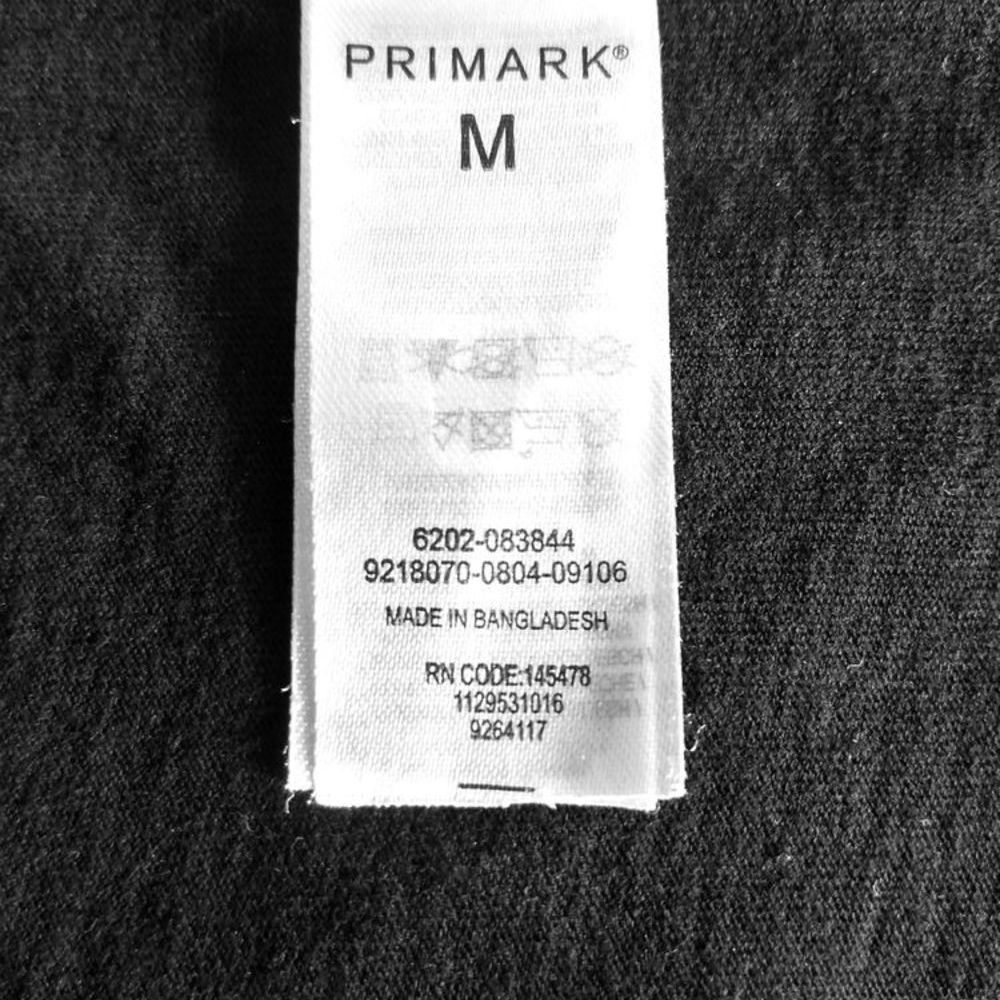 PRIMARK®
M
6202-083844
9218070-0804-09106
MADE IN BANGLADESH
RN CODE:145478
1129531016
9264117